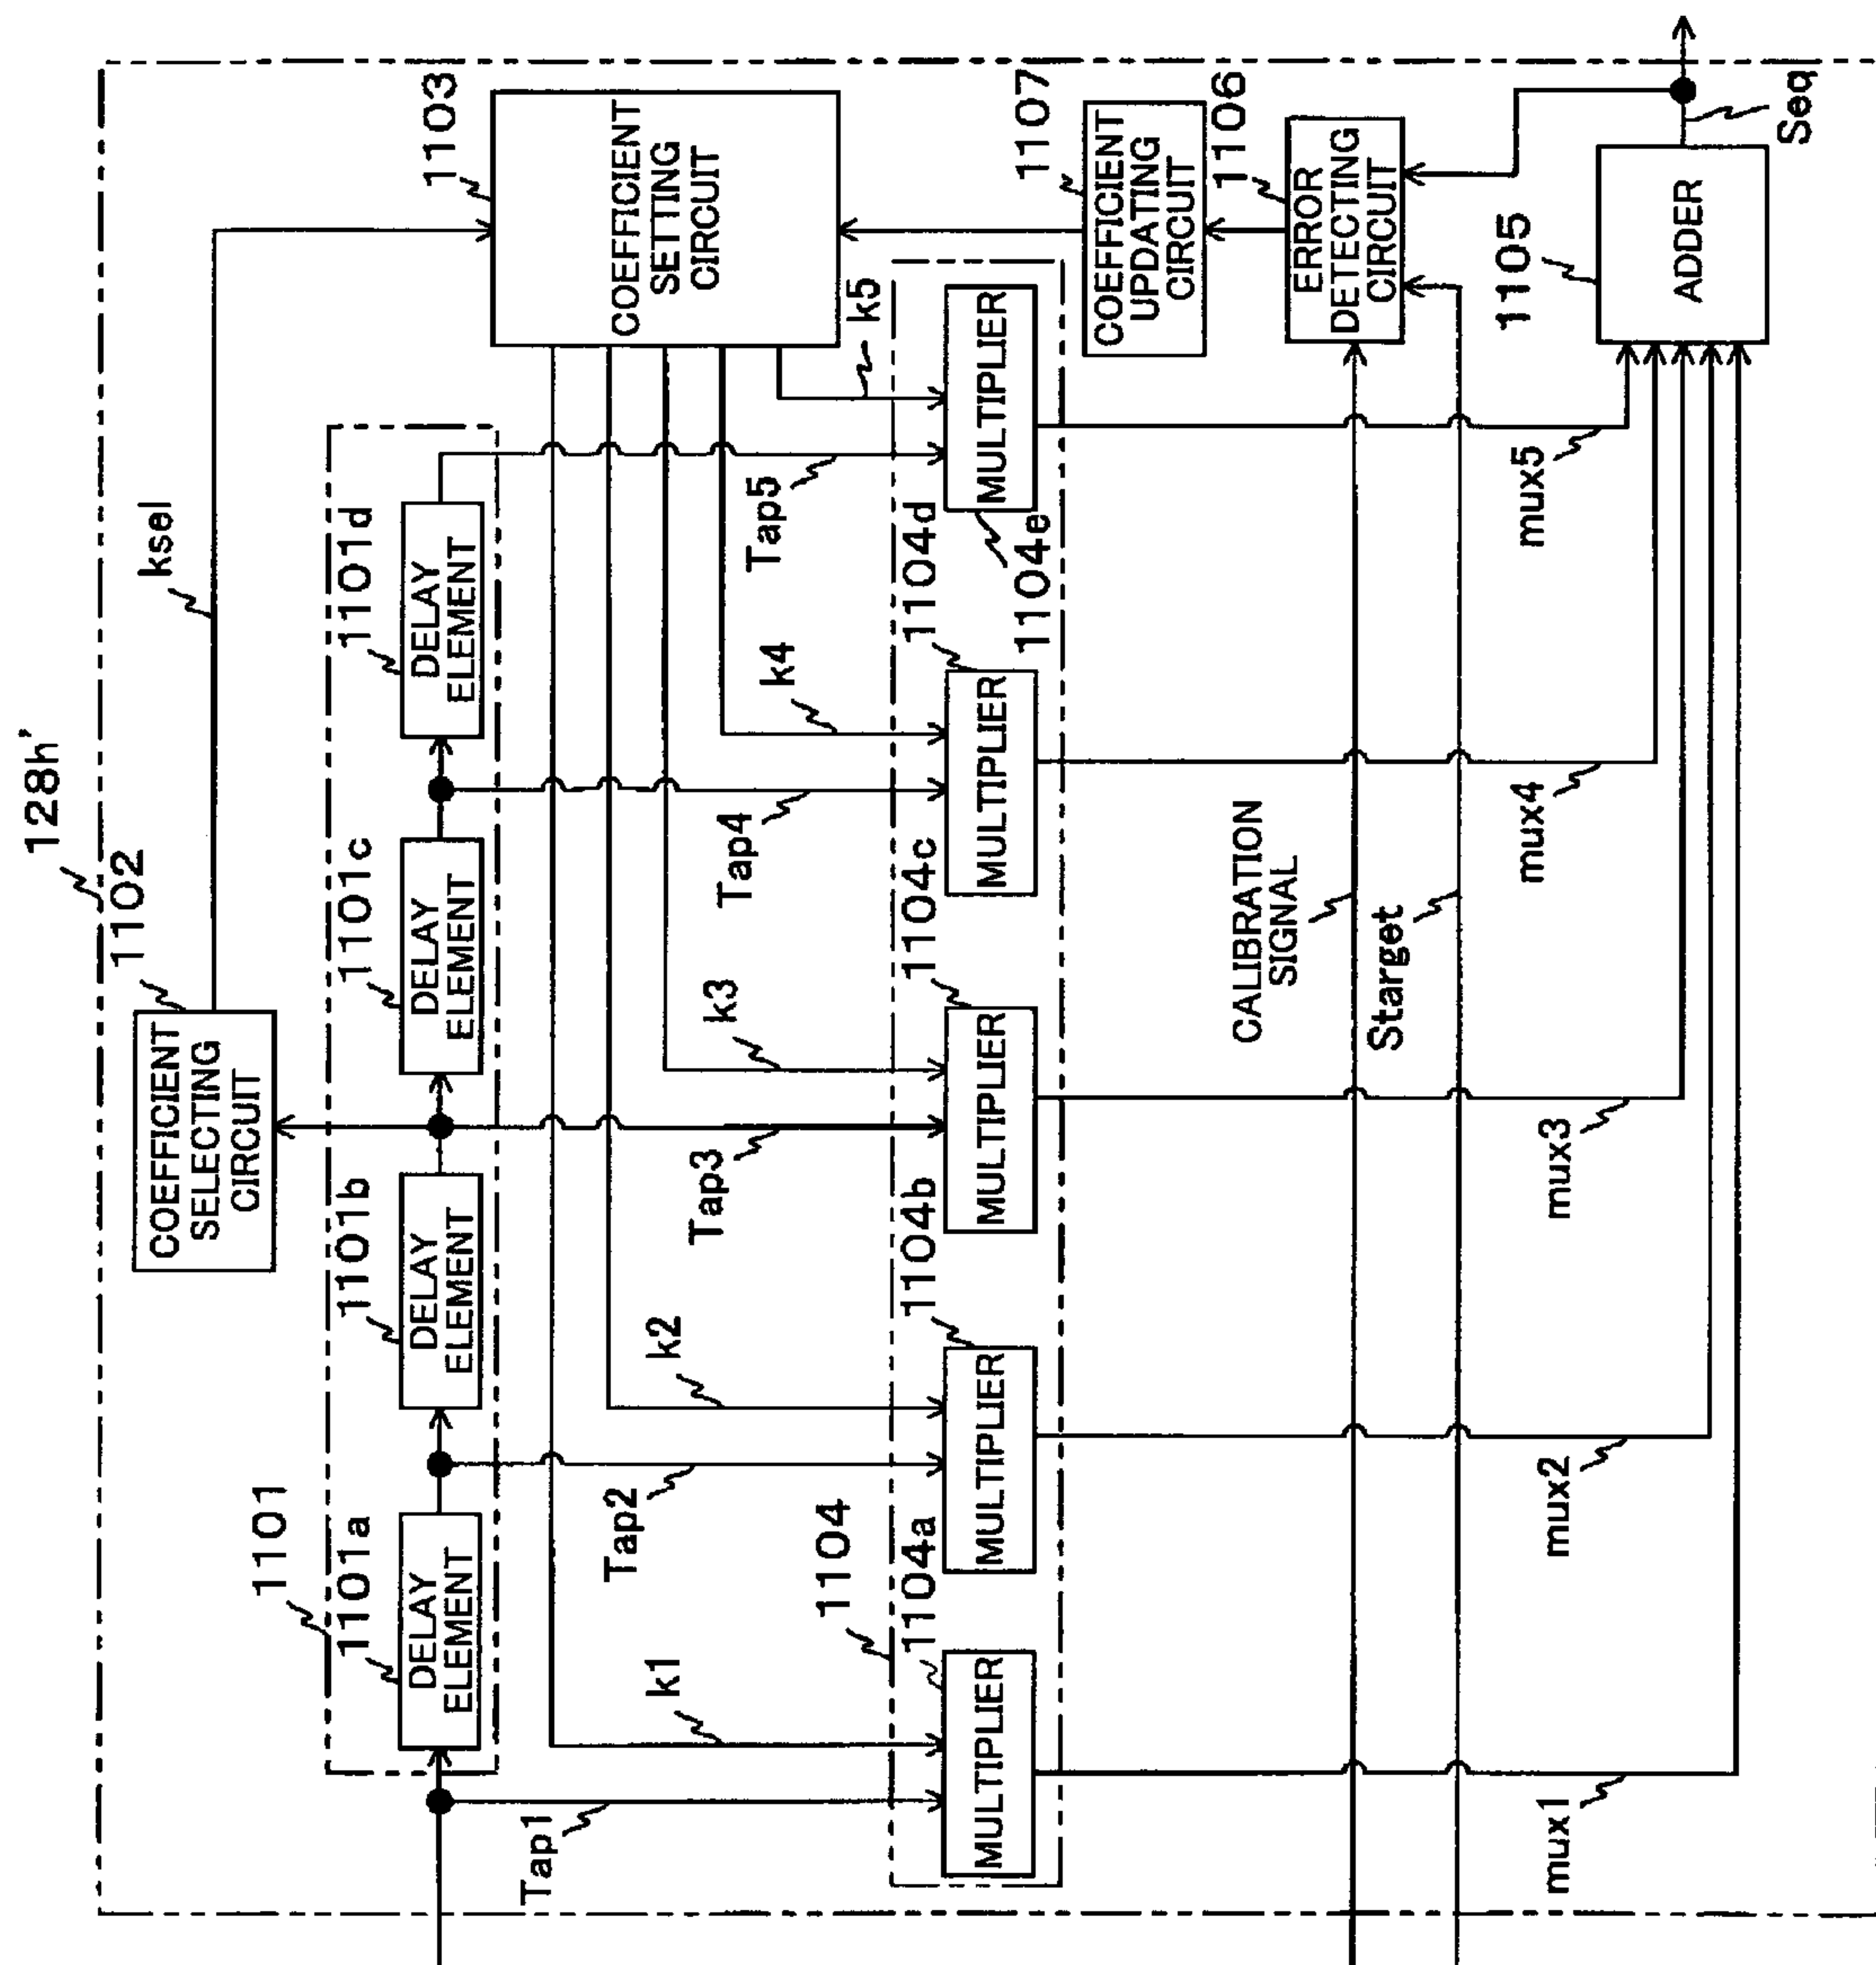 128h'
1102
COEFFICIENT
SELECTING
CIRCUIT
ksel
1103
COEFFICIENT
SETTING
CIRCUIT
1101
1101a
DELAY
ELEMENT
1101b
DELAY
ELEMENT
1101c
DELAY
ELEMENT
1101d
DELAY
ELEMENT
Tap1
k1
Tap2
k2
Tap3
k3
Tap4
k4
Tap5
k5
1104
1104a
MULTIPLIER
1104b
MULTIPLIER
1104c
MULTIPLIER
1104d
MULTIPLIER
1104e
MULTIPLIER
1107
COEFFICIENT
UPDATING
CIRCUIT
1106
ERROR
DETECTING
CIRCUIT
CALIBRATION
SIGNAL
Starget
mux1
mux2
mux3
mux4
mux5
1105
ADDER
Seq